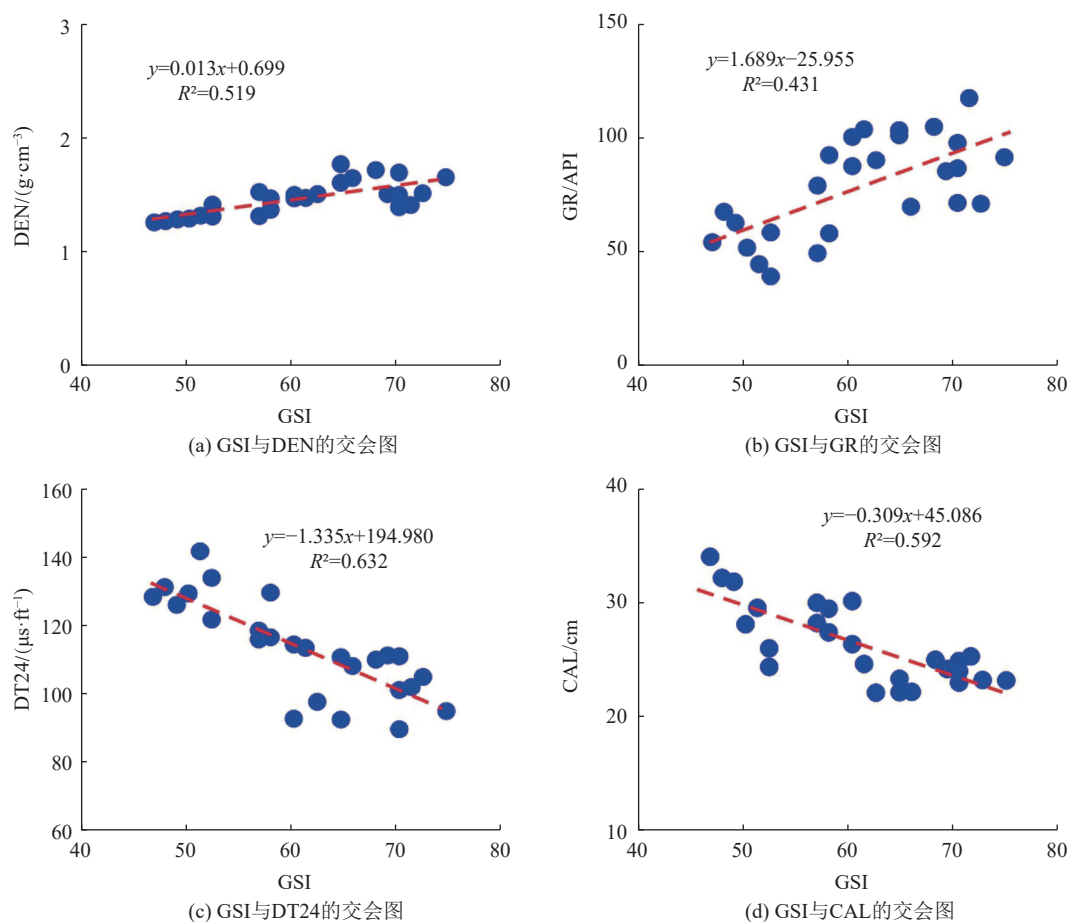 3
2
1
0
DEN/(g·cm⁻³)
y=0.013x+0.699
R²=0.519
40
50
60
70
80
GSI
(a) GSI与DEN的交会图
150
100
50
0
GR/API
y=1.689x−25.955
R²=0.431
40
50
60
70
80
GSI
(b) GSI与GR的交会图
160
140
120
100
80
60
DT24/(μs·ft⁻¹)
y=−1.335x+194.980
R²=0.632
40
50
60
70
80
GSI
(c) GSI与DT24的交会图
40
30
20
10
CAL/cm
y=−0.309x+45.086
R²=0.592
40
50
60
70
80
GSI
(d) GSI与CAL的交会图